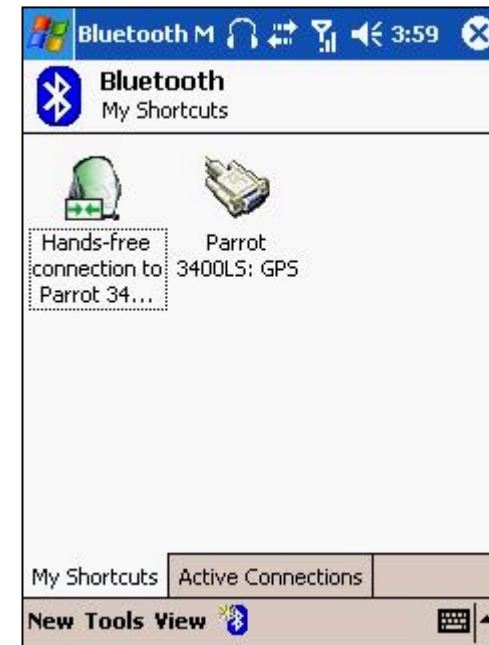 Bluetooth M 3:59
Bluetooth
My Shortcuts
Hands-free
connection to
Parrot 34...
Parrot
3400LS: GPS
My Shortcuts Active Connections
New Tools View